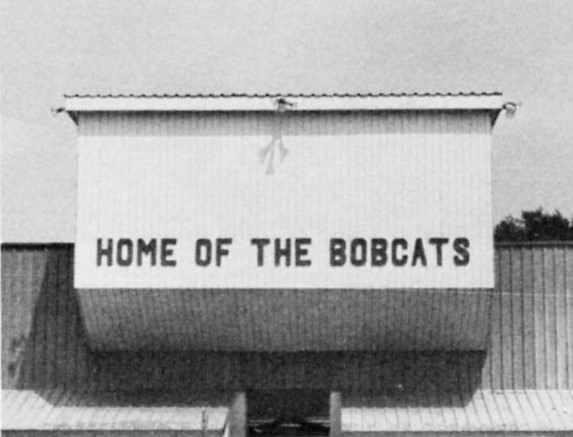 HOME OF THE BOBCATS